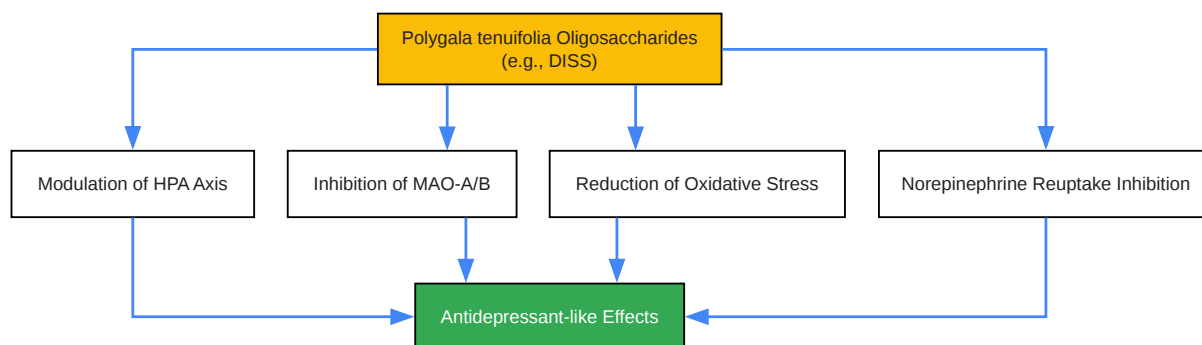 Polygala tenuifolia Oligosaccharides
(e.g., DISS)
Modulation of HPA Axis
Inhibition of MAO-A/B
Reduction of Oxidative Stress
Norepinephrine Reuptake Inhibition
Antidepressant-like Effects